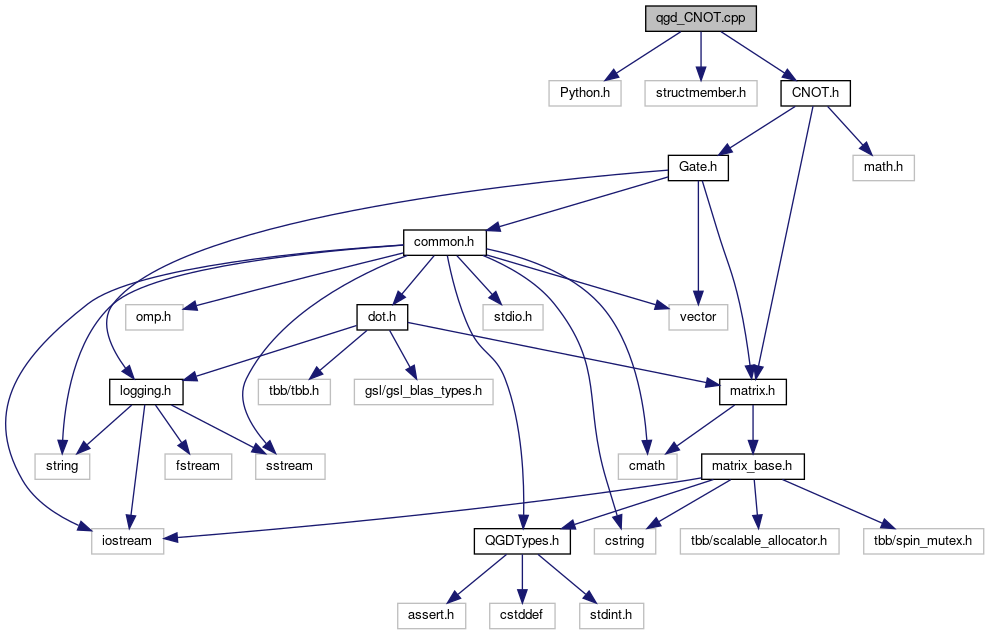 qgd_CNOT.cpp
Python.h
structmember.h
CNOT.h
Gate.h
math.h
common.h
omp.h
dot.h
stdio.h
vector
logging.h
tbb/tbb.h
gsl/gsl_blas_types.h
matrix.h
string
fstream
sstream
cmath
matrix_base.h
iostream
QGDTypes.h
cstring
tbb/scalable_allocator.h
tbb/spin_mutex.h
assert.h
cstddef
stdint.h